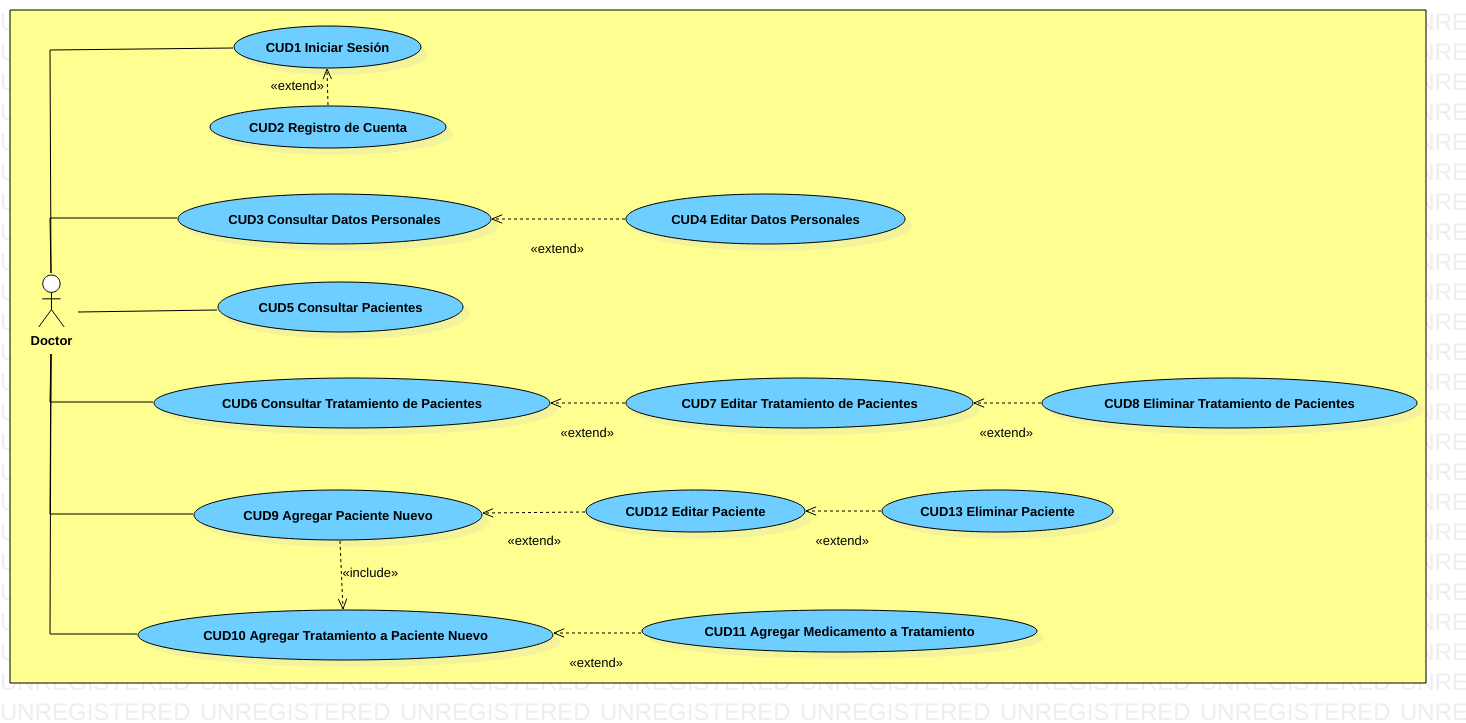 CUD1 Iniciar Sesión
«extend»
CUD2 Registro de Cuenta
CUD3 Consultar Datos Personales
CUD4 Editar Datos Personales
«extend»
CUD5 Consultar Pacientes
Doctor
CUD6 Consultar Tratamiento de Pacientes
CUD7 Editar Tratamiento de Pacientes
CUD8 Eliminar Tratamiento de Pacientes
«extend»
«extend»
CUD9 Agregar Paciente Nuevo
CUD12 Editar Paciente
CUD13 Eliminar Paciente
«extend»
«extend»
«include»
CUD10 Agregar Tratamiento a Paciente Nuevo
CUD11 Agregar Medicamento a Tratamiento
«extend»
UNREGISTERED UNREGISTERED UNREGISTERED UNREGISTERED UNREGISTERED UNREGISTERED UNREGISTERED UNRE